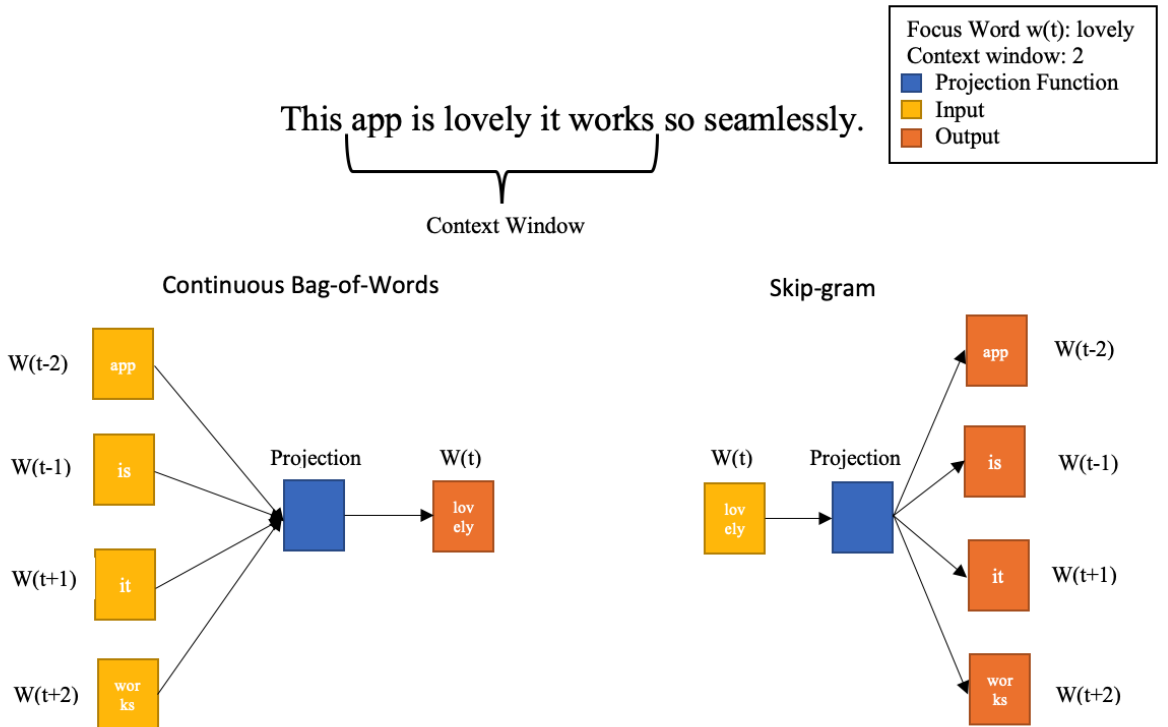 Focus Word w(t): lovely
Context window: 2
Projection Function
Input
Output
This app is lovely it works so seamlessly.
Context Window
Continuous Bag-of-Words
W(t-2)
app
W(t-1)
is
W(t+1)
it
W(t+2)
wor
ks
Projection
W(t)
lov
ely
Skip-gram
W(t)
lov
ely
Projection
app
W(t-2)
is
W(t-1)
it
W(t+1)
wor
ks
W(t+2)